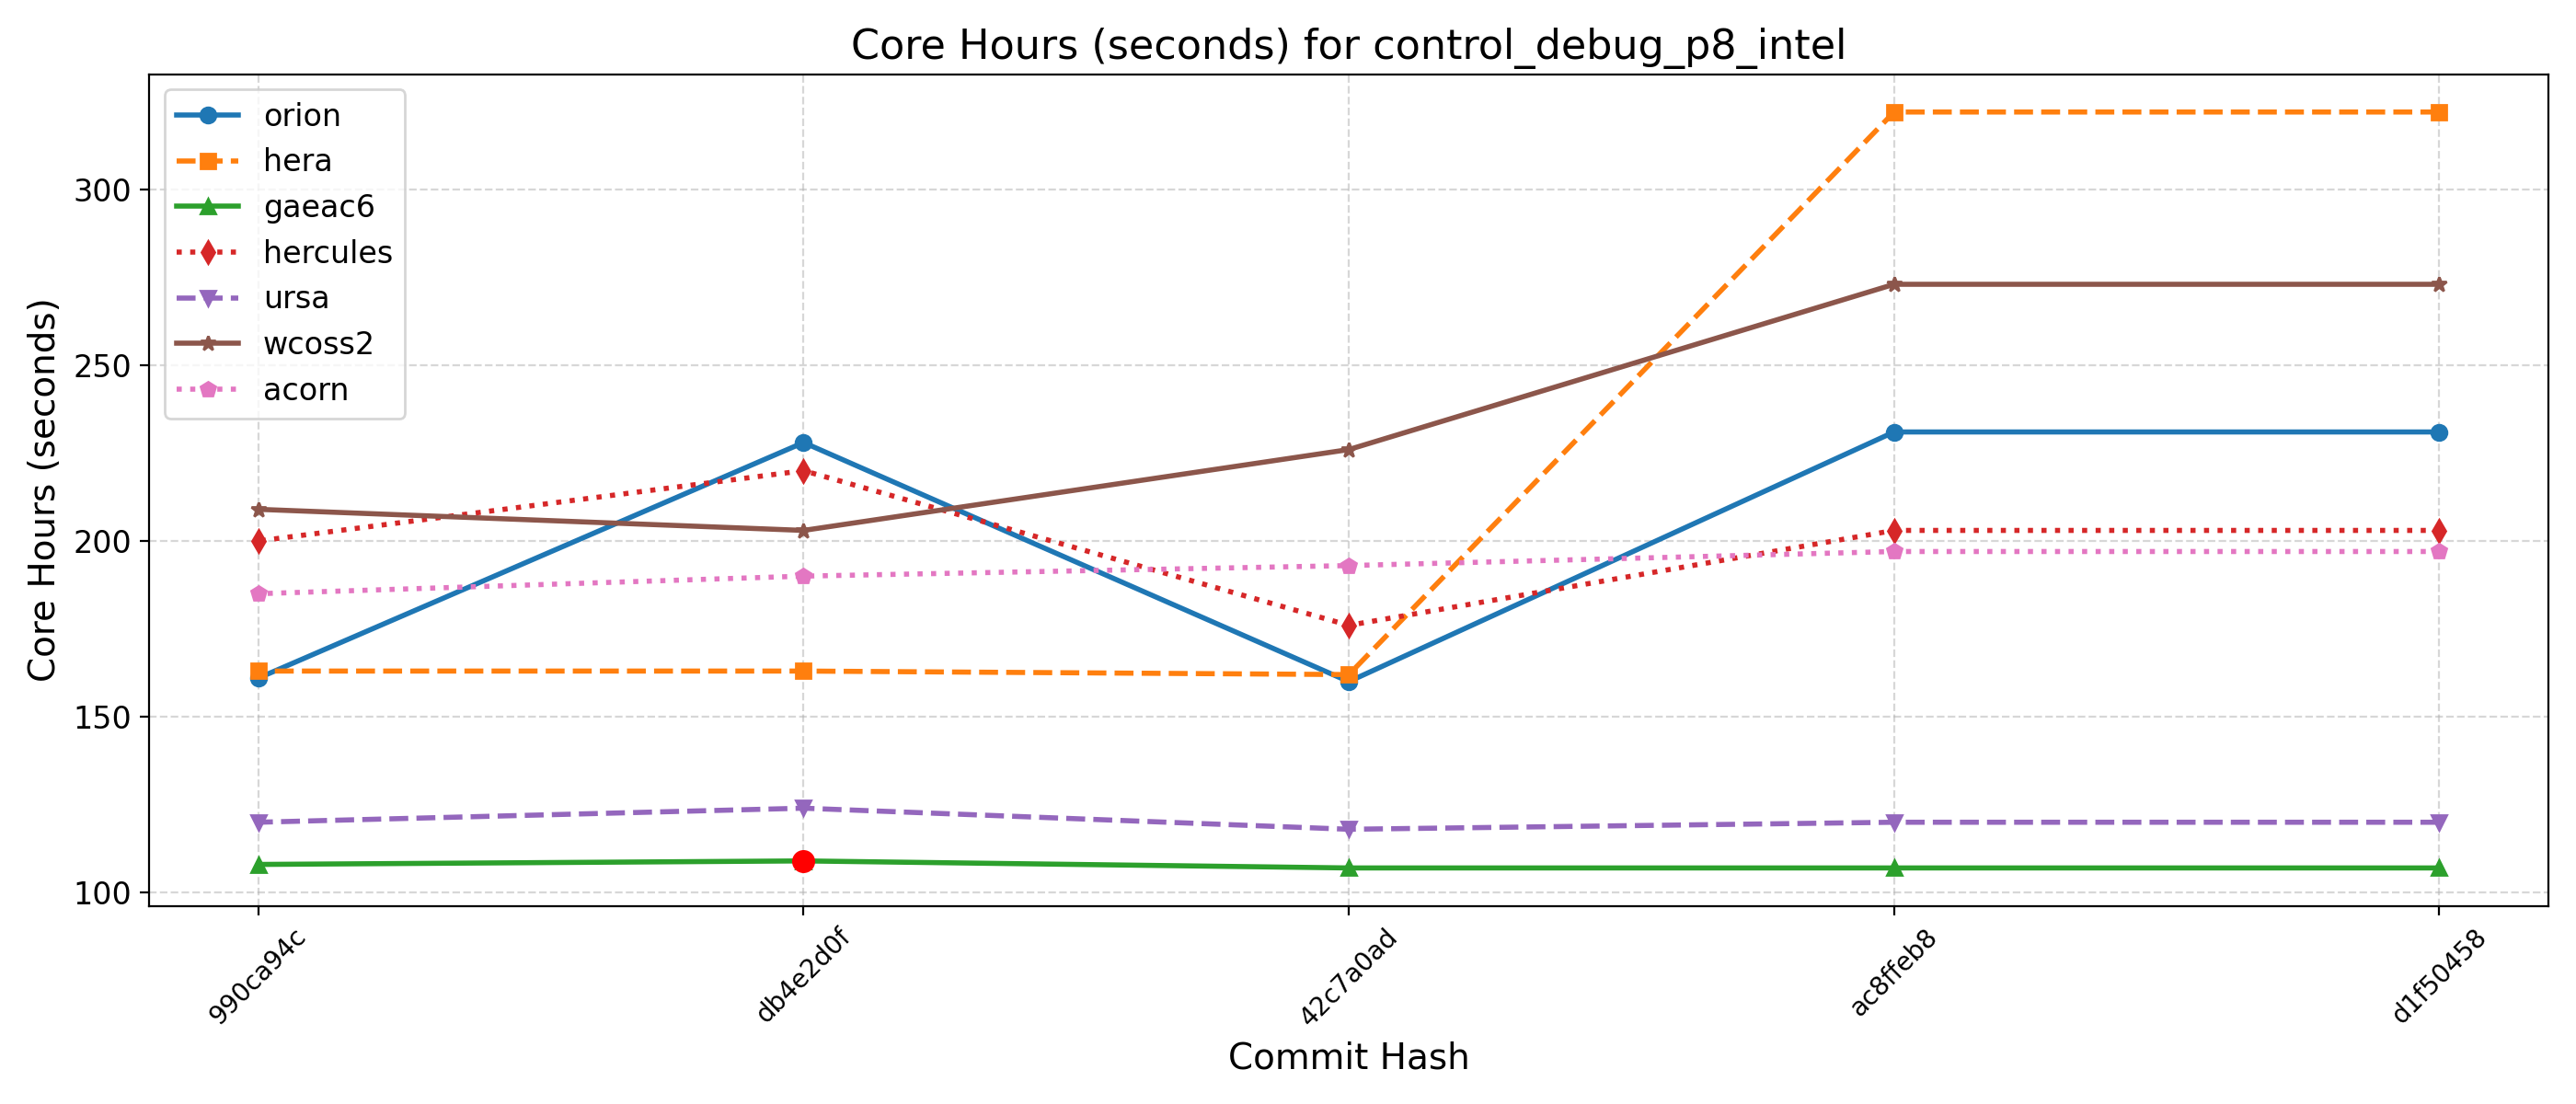 Core Hours (seconds) for control_debug_p8_intel
orion
hera
gaeac6
hercules
ursa
wcoss2
acorn
Core Hours (seconds)
300
250
200
150
100
990ca94c
db4e2d0f
42c7a0ad
ac8ffeb8
d1f50458
Commit Hash